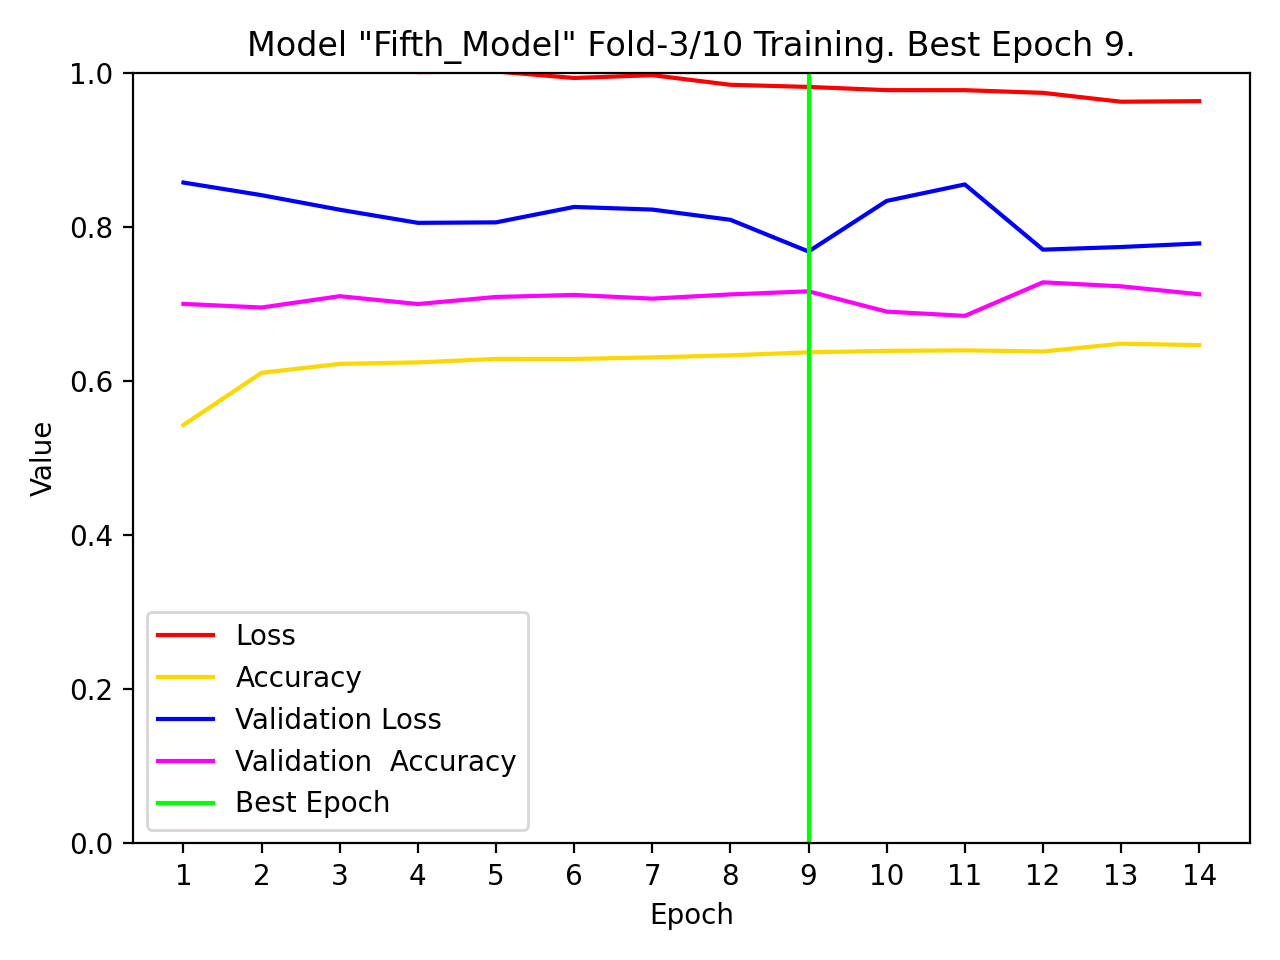 Model "Fifth_Model" Fold-3/10 Training. Best Epoch 9.
1.0
0.8
0.6
0.4
0.2
0.0
Value
Loss
Accuracy
Validation Loss
Validation  Accuracy
Best Epoch
1 2 3 4 5 6 7 8 9 10 11 12 13 14
Epoch